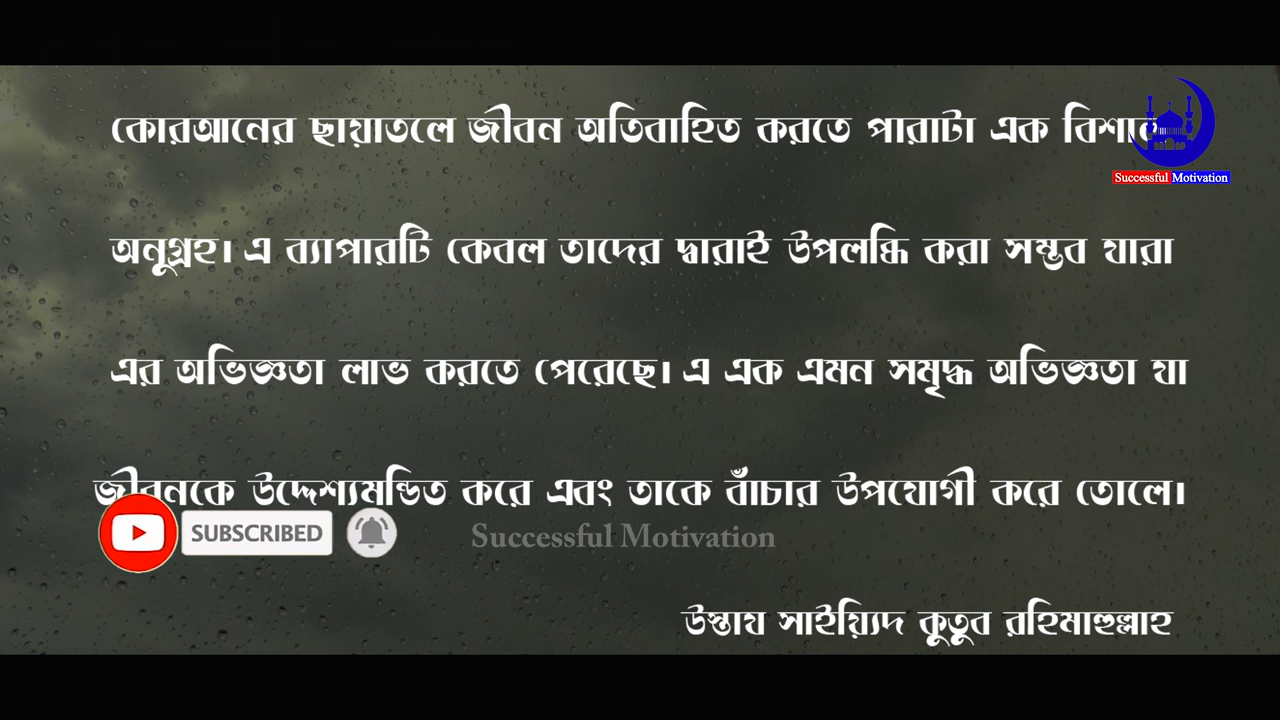 কোরআনের ছায়াতলে জীবন অতিবাহিত করতে পারাটা এক বিশাল
Successful Motivation
অনুগ্রহ। এ ব্যাপারটি কেবল তাদের দ্বারাই উপলব্ধি করা সম্ভব যারা
এর অভিজ্ঞতা লাভ করতে পেরেছে। এ এক এমন সমৃদ্ধ অভিজ্ঞতা যা
জীবনকে উদ্দেশ্যমন্ডিত করে এবং তাকে বাঁচার উপযোগী করে তোলে।
SUBSCRIBED
Successful Motivation
উস্তায সাইয়্যিদ কুতুব রহিমাহুল্লাহ